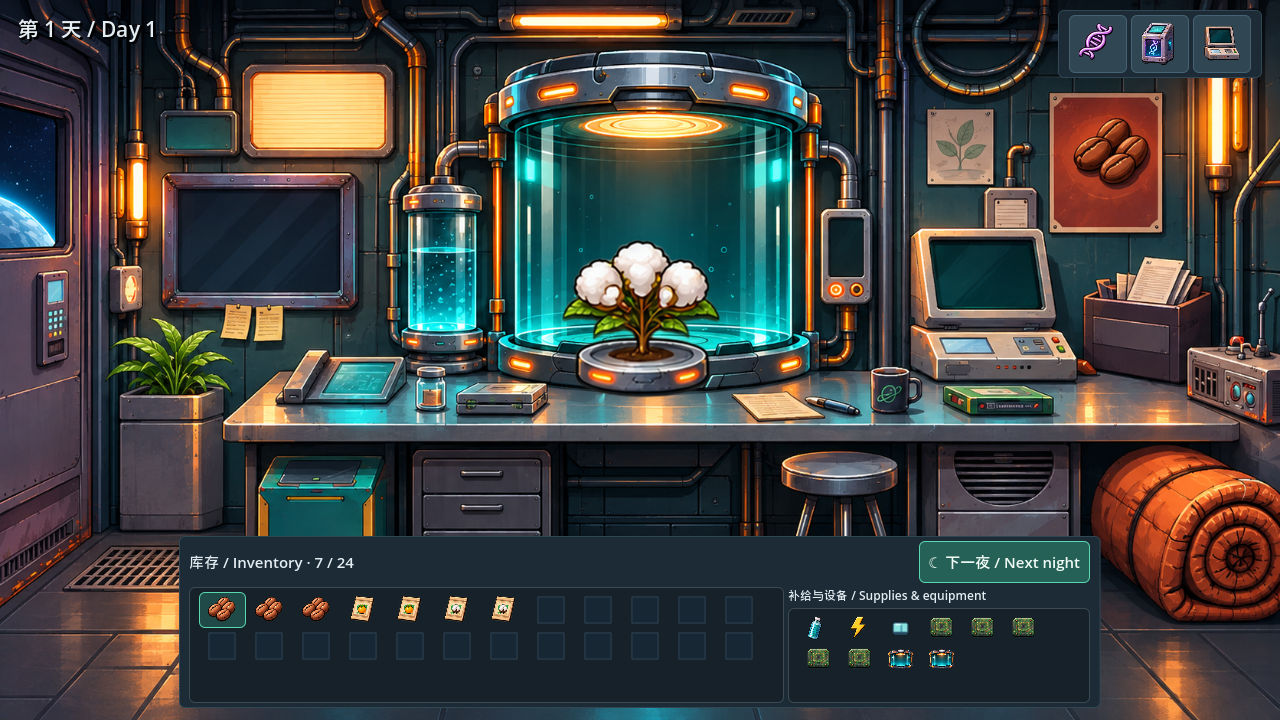 第 1 天 / Day 1
库存 / Inventory · 7 / 24
☾ 下一夜 / Next night
补给与设备 / Supplies & equipment